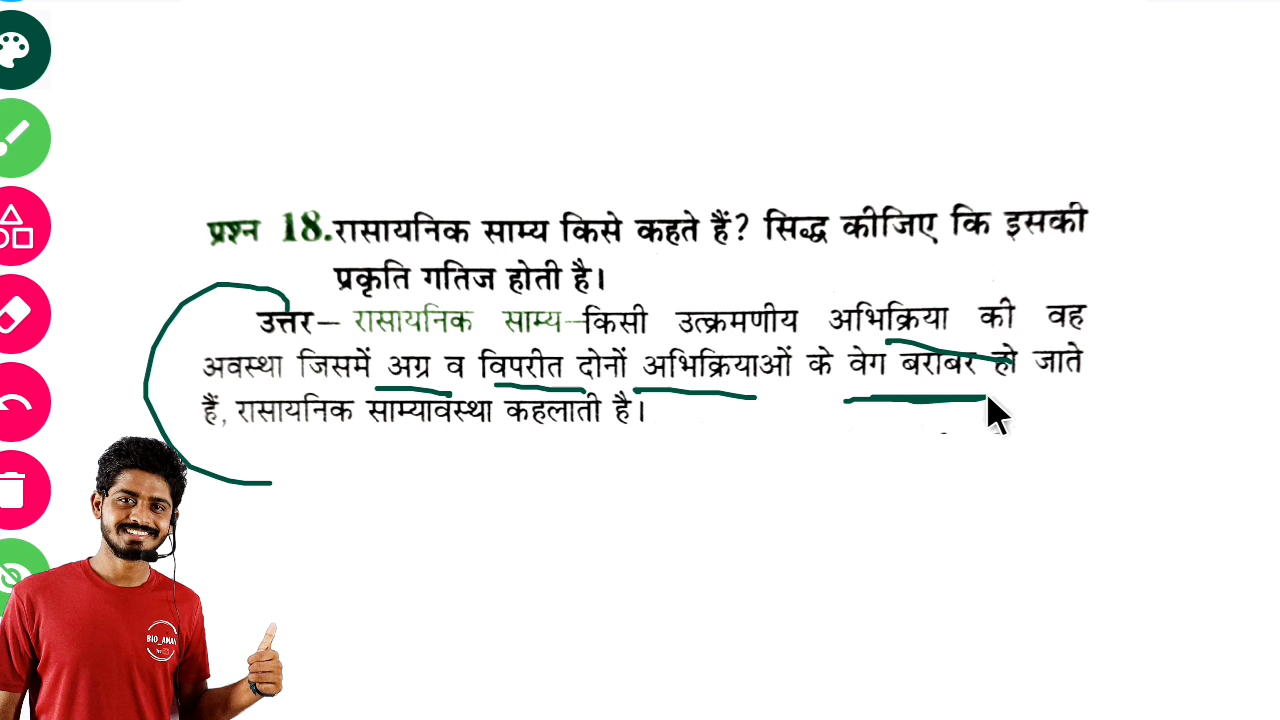 प्रश्न 18.रासायनिक साम्य किसे कहते हैं? सिद्ध कीजिए कि इसकी
प्रकृति गतिज होती है।
उत्तर– रासायनिक साम्य–किसी उत्क्रमणीय अभिक्रिया की वह
अवस्था जिसमें अग्र व विपरीत दोनों अभिक्रियाओं के वेग बराबर हो जाते
हैं, रासायनिक साम्यावस्था कहलाती है।
BIO_AMAN